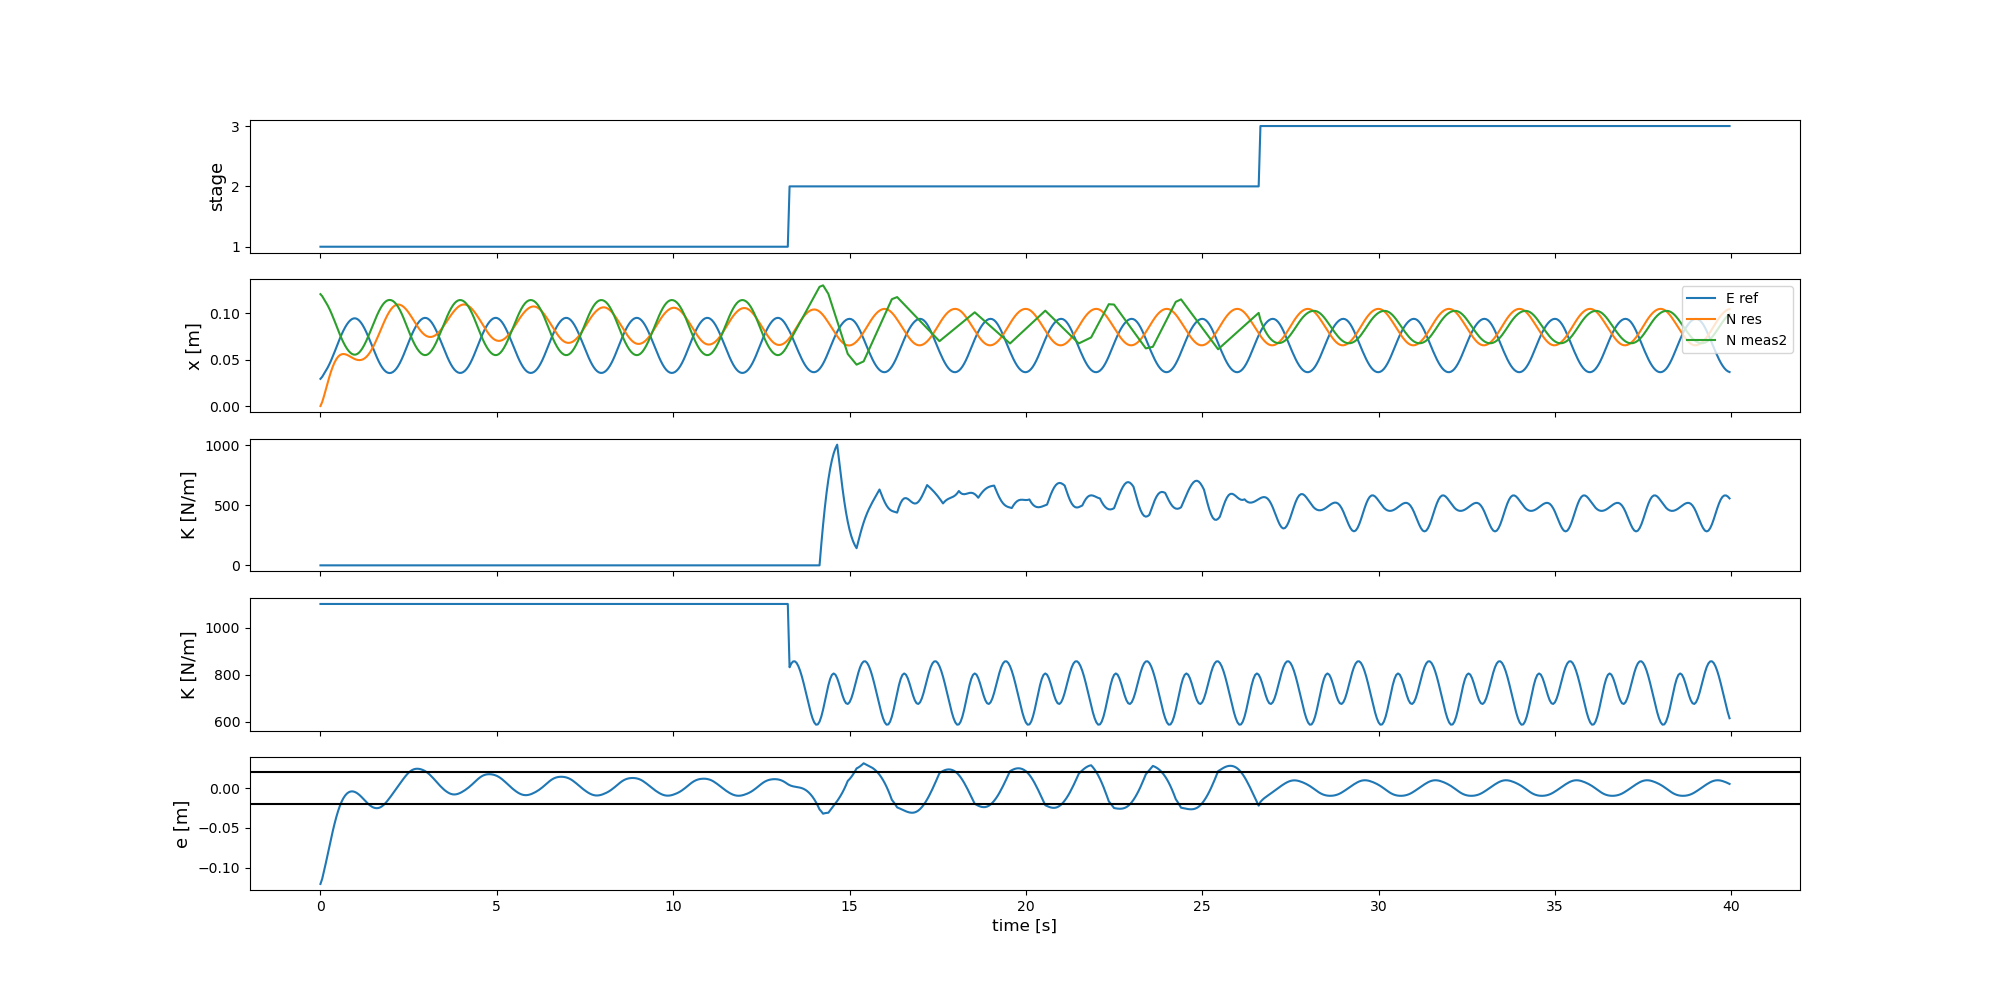 3
2
1
stage
E ref
N res
N meas2
0.10
0.05
0.00
x [m]
1000
500
0
K [N/m]
1000
800
600
K [N/m]
0.00
−0.05
−0.10
e [m]
0 5 10 15 20 25 30 35 40
time [s]